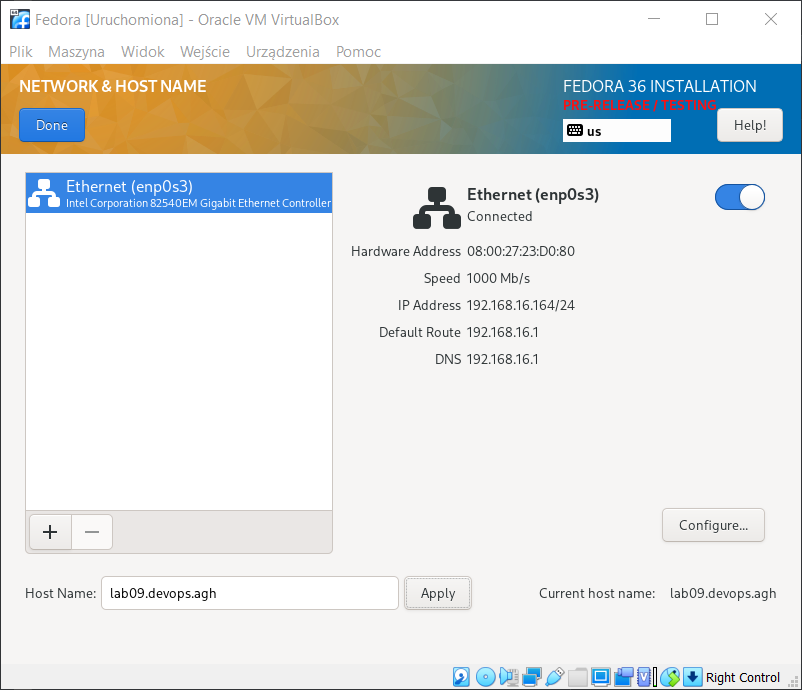 Fedora [Uruchomiona] - Oracle VM VirtualBox
Plik Maszyna Widok Wejście Urządzenia Pomoc
NETWORK & HOST NAME
FEDORA 36 INSTALLATION
PRE-RELEASE / TESTING
Done
us
Help!
Ethernet (enp0s3)
Intel Corporation 82540EM Gigabit Ethernet Controller
Ethernet (enp0s3)
Connected
Hardware Address 08:00:27:23:D0:80
Speed 1000 Mb/s
IP Address 192.168.16.164/24
Default Route 192.168.16.1
DNS 192.168.16.1
+ −
Configure...
Host Name: lab09.devops.agh Apply Current host name: lab09.devops.agh
Right Control